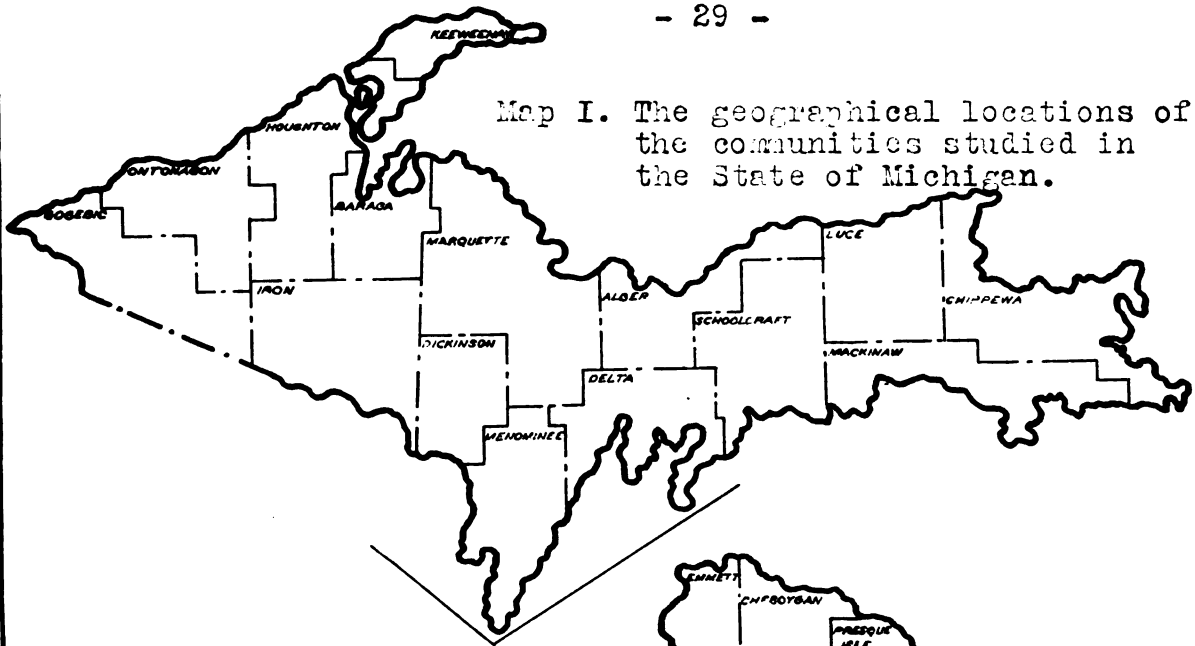 - 29 -
Map I. The geographical locations of
the communities studied in
the State of Michigan.
KEEWEENAW
HOUGHTON
ONTONAGON
GOGEBIC
BARAGA
MARQUETTE
IRON
LUCE
ALGER
CHIPPEWA
SCHOOLCRAFT
DICKINSON
MACKINAW
DELTA
MENOMINEE
EMMETT
CHEBOYGAN
PRESQUE
ISLE